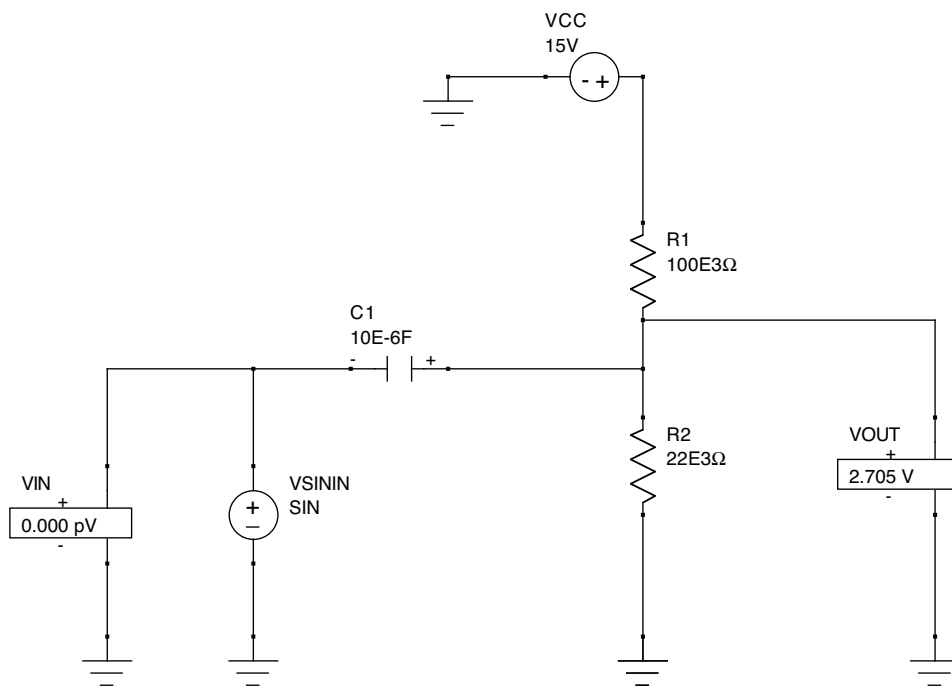 VCC
15V
- +
R1
100E3Ω
C1
10E-6F
- +
R2
22E3Ω
VOUT
+
2.705 V
-
VSININ
SIN
+
–
VIN
+
0.000 pV
-